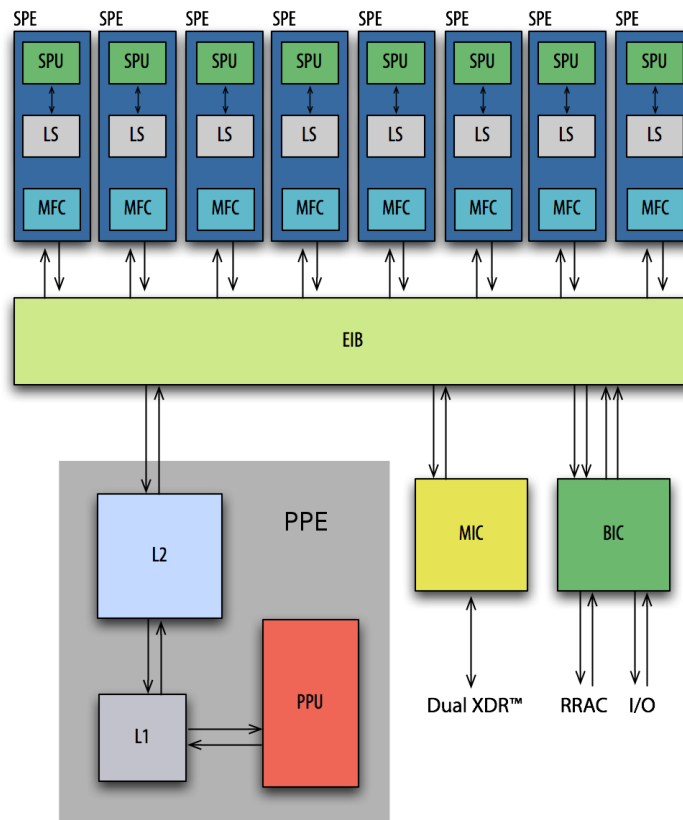 SPE SPE SPE SPE SPE SPE SPE SPE
SPU SPU SPU SPU SPU SPU SPU SPU
LS LS LS LS LS LS LS LS
MFC MFC MFC MFC MFC MFC MFC MFC
EIB
PPE
L2
MIC
BIC
PPU
L1
Dual XDR™ RRAC I/O